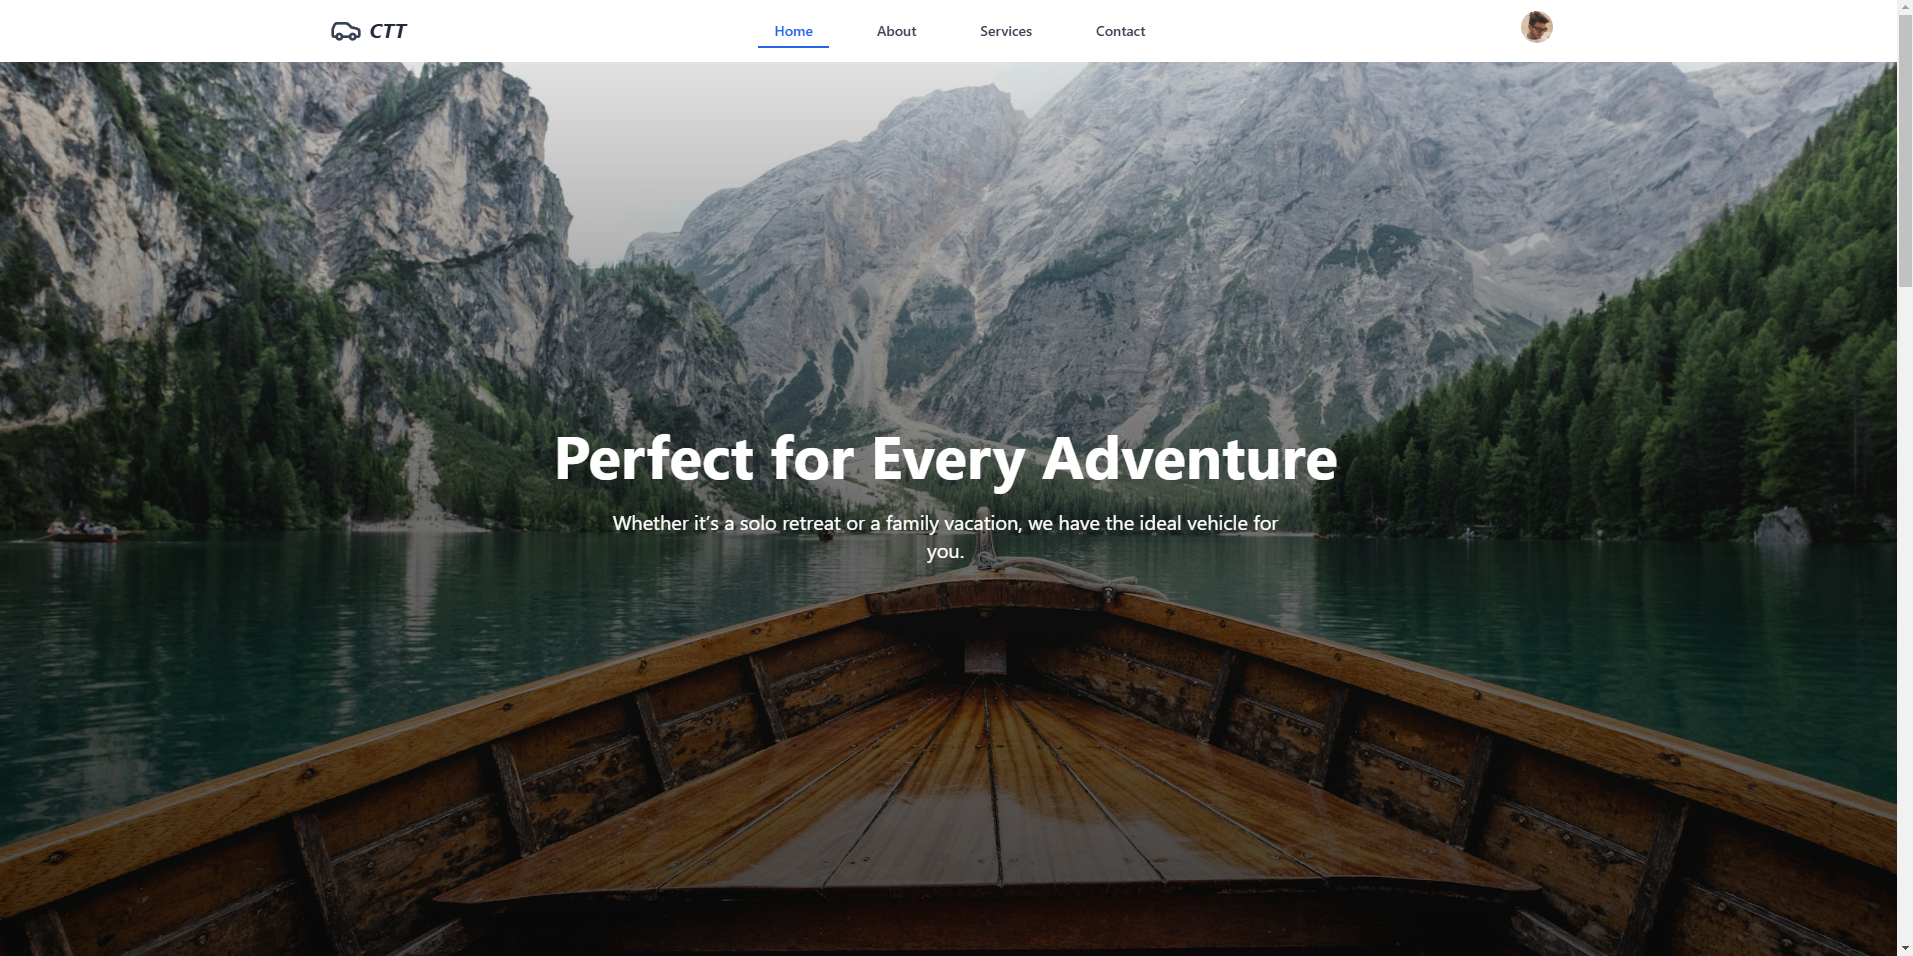 CTT
Home
About
Services
Contact
Perfect for Every Adventure
Whether it’s a solo retreat or a family vacation, we have the ideal vehicle for
you.